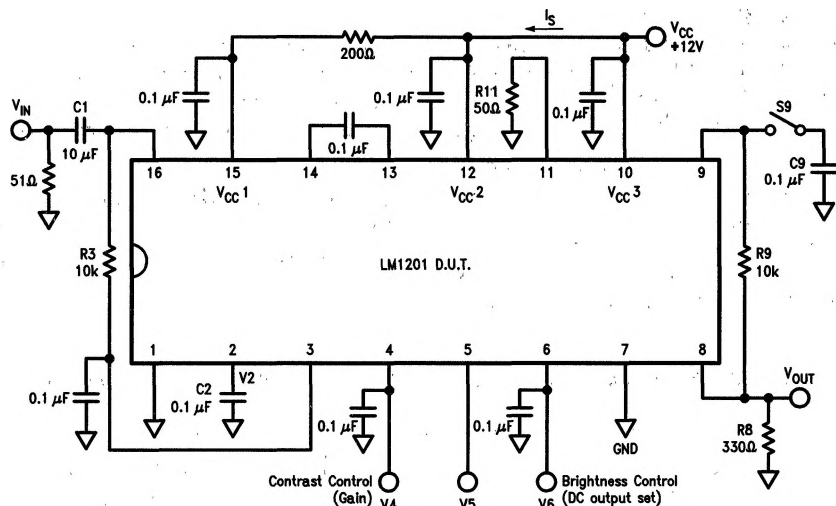 I_S
V_CC
+12V
200Ω
0.1 µF
0.1 µF
R11
50Ω
0.1 µF
S9
V_IN
C1
10 µF
0.1 µF
C9
0.1 µF
51Ω
16 15 14 13 12 11 10 9
V_CC 1 V_CC 2 V_CC 3
R3
10k
LM1201 D.U.T.
R9
10k
1 2 3 4 5 6 7 8
V2
0.1 µF
C2
0.1 µF
0.1 µF
0.1 µF
V_OUT
GND
R8
330Ω
Contrast Control
(Gain)
V4
V5
V6
Brightness Control
(DC output set)